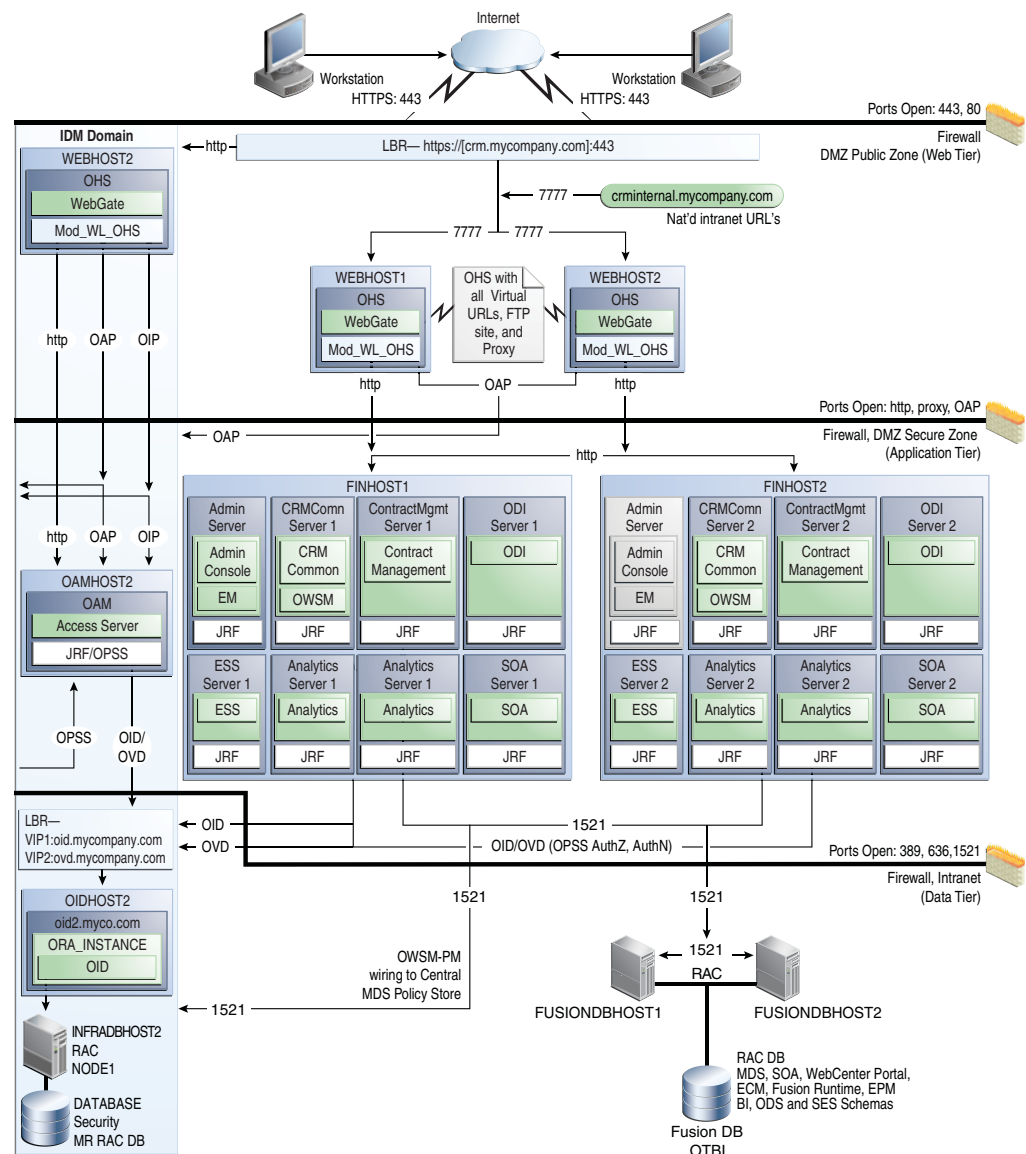 Internet
Workstation
HTTPS: 443
Workstation
HTTPS: 443
Ports Open: 443, 80
Firewall
DMZ Public Zone (Web Tier)
IDM Domain
WEBHOST2
OHS
WebGate
Mod_WL_OHS
http
LBR— https://[crm.mycompany.com]:443
7777
crminternal.mycompany.com
Nat'd intranet URL's
7777
7777
WEBHOST1
OHS
WebGate
Mod_WL_OHS
OHS with
all Virtual
URLs, FTP
site, and
Proxy
WEBHOST2
OHS
WebGate
Mod_WL_OHS
http
OAP
OIP
http
OAP
http
Ports Open: http, proxy, OAP
Firewall, DMZ Secure Zone
(Application Tier)
OAP
http
http
OAP
OIP
OAMHOST2
OAM
Access Server
JRF/OPSS
OPSS
OID/
OVD
FINHOST1
Admin
Server
Admin
Console
EM
JRF
CRMComn
Server 1
CRM
Common
OWSM
JRF
ContractMgmt
Server 1
Contract
Management
JRF
ODI
Server 1
ODI
JRF
ESS
Server 1
ESS
JRF
Analytics
Server 1
Analytics
JRF
Analytics
Server 1
Analytics
JRF
SOA
Server 1
SOA
JRF
FINHOST2
Admin
Server
Admin
Console
EM
JRF
CRMComn
Server 2
CRM
Common
OWSM
JRF
ContractMgmt
Server 2
Contract
Management
JRF
ODI
Server 2
ODI
JRF
ESS
Server 2
ESS
JRF
Analytics
Server 2
Analytics
JRF
Analytics
Server 2
Analytics
JRF
SOA
Server 2
SOA
JRF
LBR—
VIP1:oid.mycompany.com
VIP2:ovd.mycompany.com
OID
OVD
1521
OID/OVD (OPSS AuthZ, AuthN)
Ports Open: 389, 636,1521
Firewall, Intranet
(Data Tier)
OIDHOST2
oid2.myco.com
ORA_INSTANCE
OID
1521
1521
OWSM-PM
wiring to Central
MDS Policy Store
1521
1521
RAC
FUSIONDBHOST1
FUSIONDBHOST2
INFRADBHOST2
RAC
NODE1
DATABASE
Security
MR RAC DB
RAC DB
MDS, SOA, WebCenter Portal,
ECM, Fusion Runtime, EPM
BI, ODS and SES Schemas
Fusion DB
OTBI